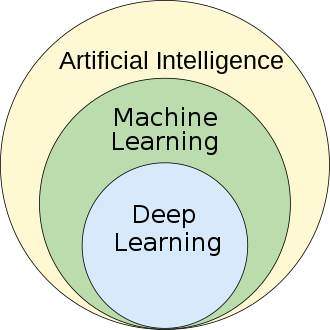 Artificial Intelligence
Machine
Learning
Deep
Learning